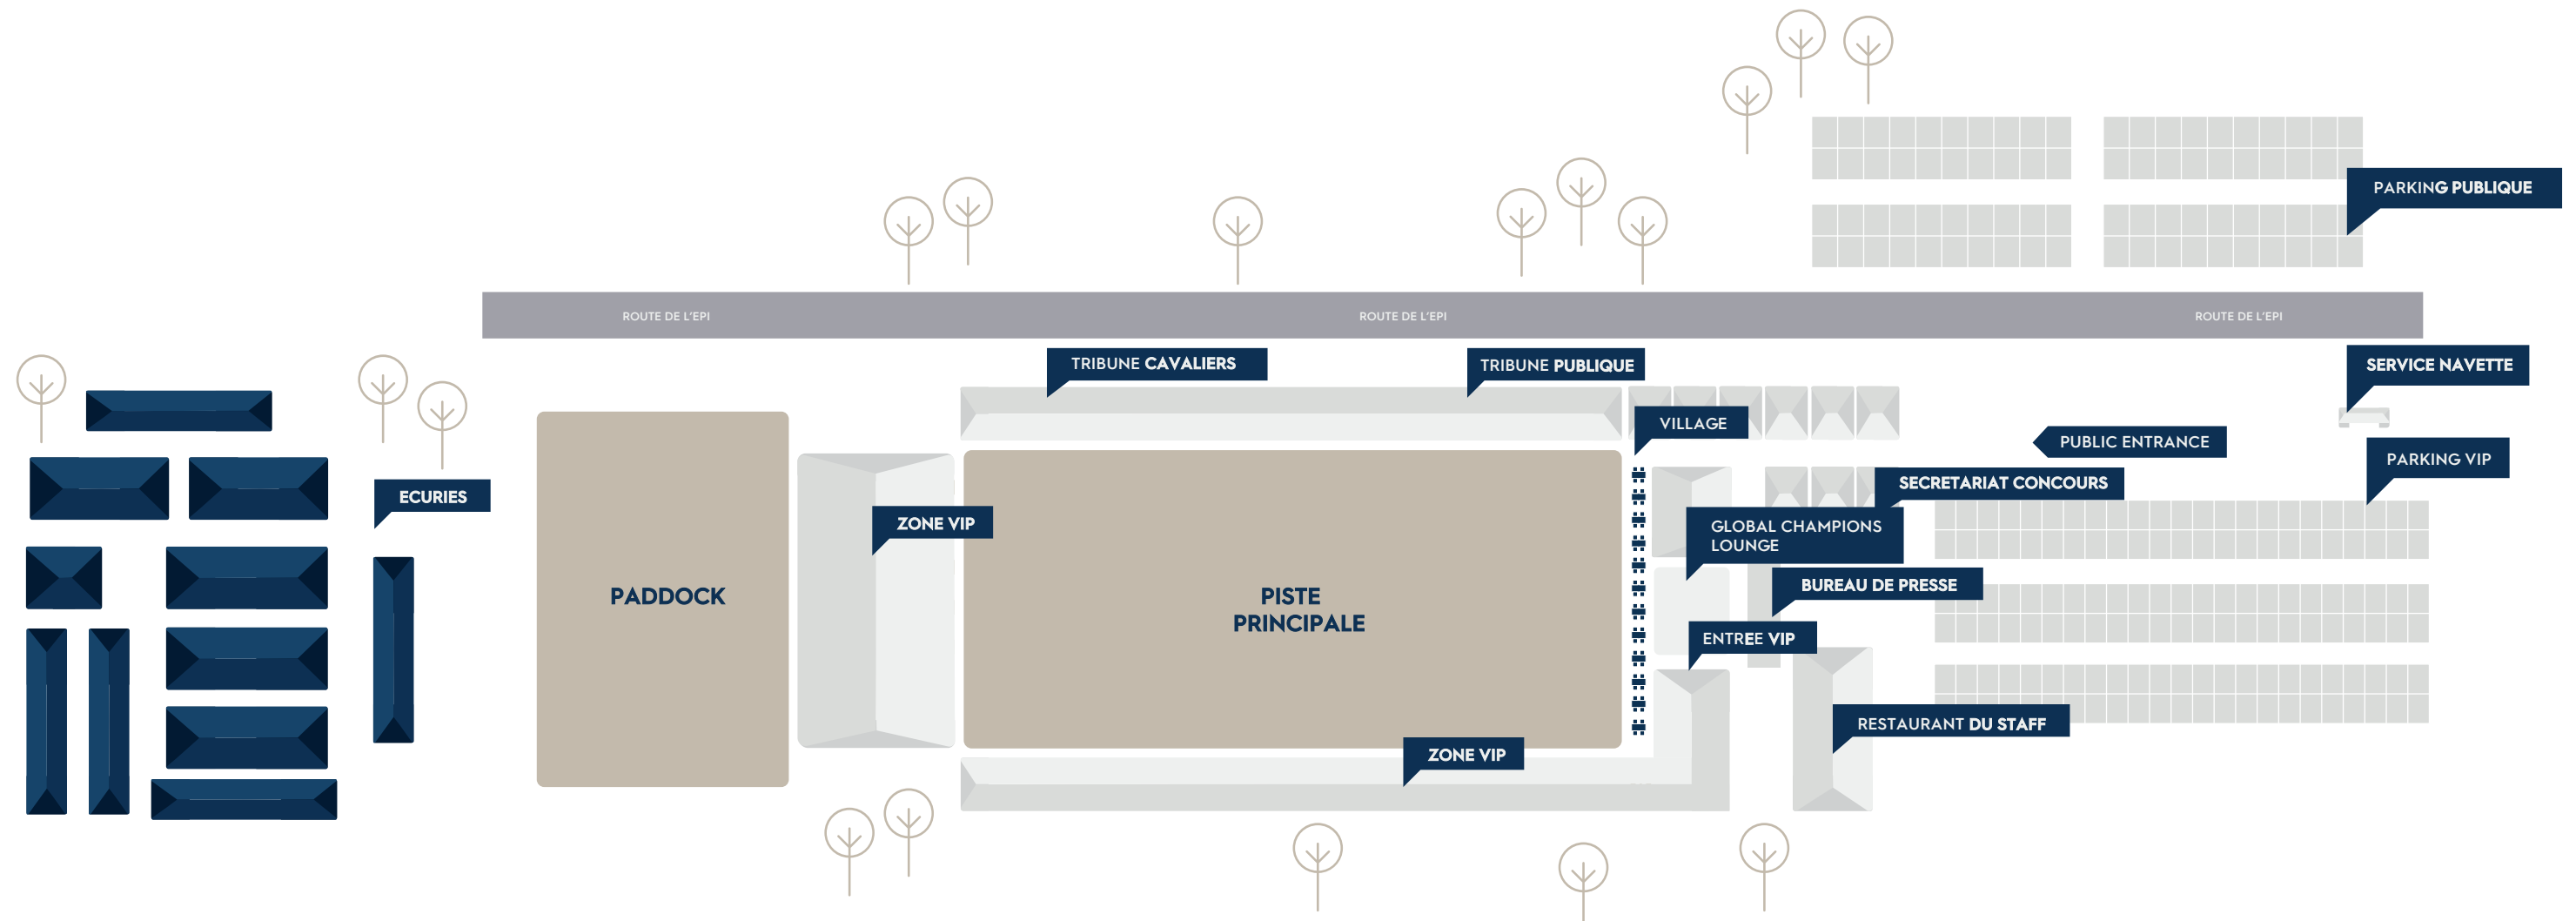 PARKING PUBLIQUE
ROUTE DE L'EPI
ROUTE DE L'EPI
ROUTE DE L'EPI
TRIBUNE CAVALIERS
TRIBUNE PUBLIQUE
SERVICE NAVETTE
VILLAGE
PUBLIC ENTRANCE
PARKING VIP
SECRETARIAT CONCOURS
ECURIES
ZONE VIP
GLOBAL CHAMPIONS
LOUNGE
BUREAU DE PRESSE
PADDOCK
PISTE
PRINCIPALE
ENTREE VIP
RESTAURANT DU STAFF
ZONE VIP